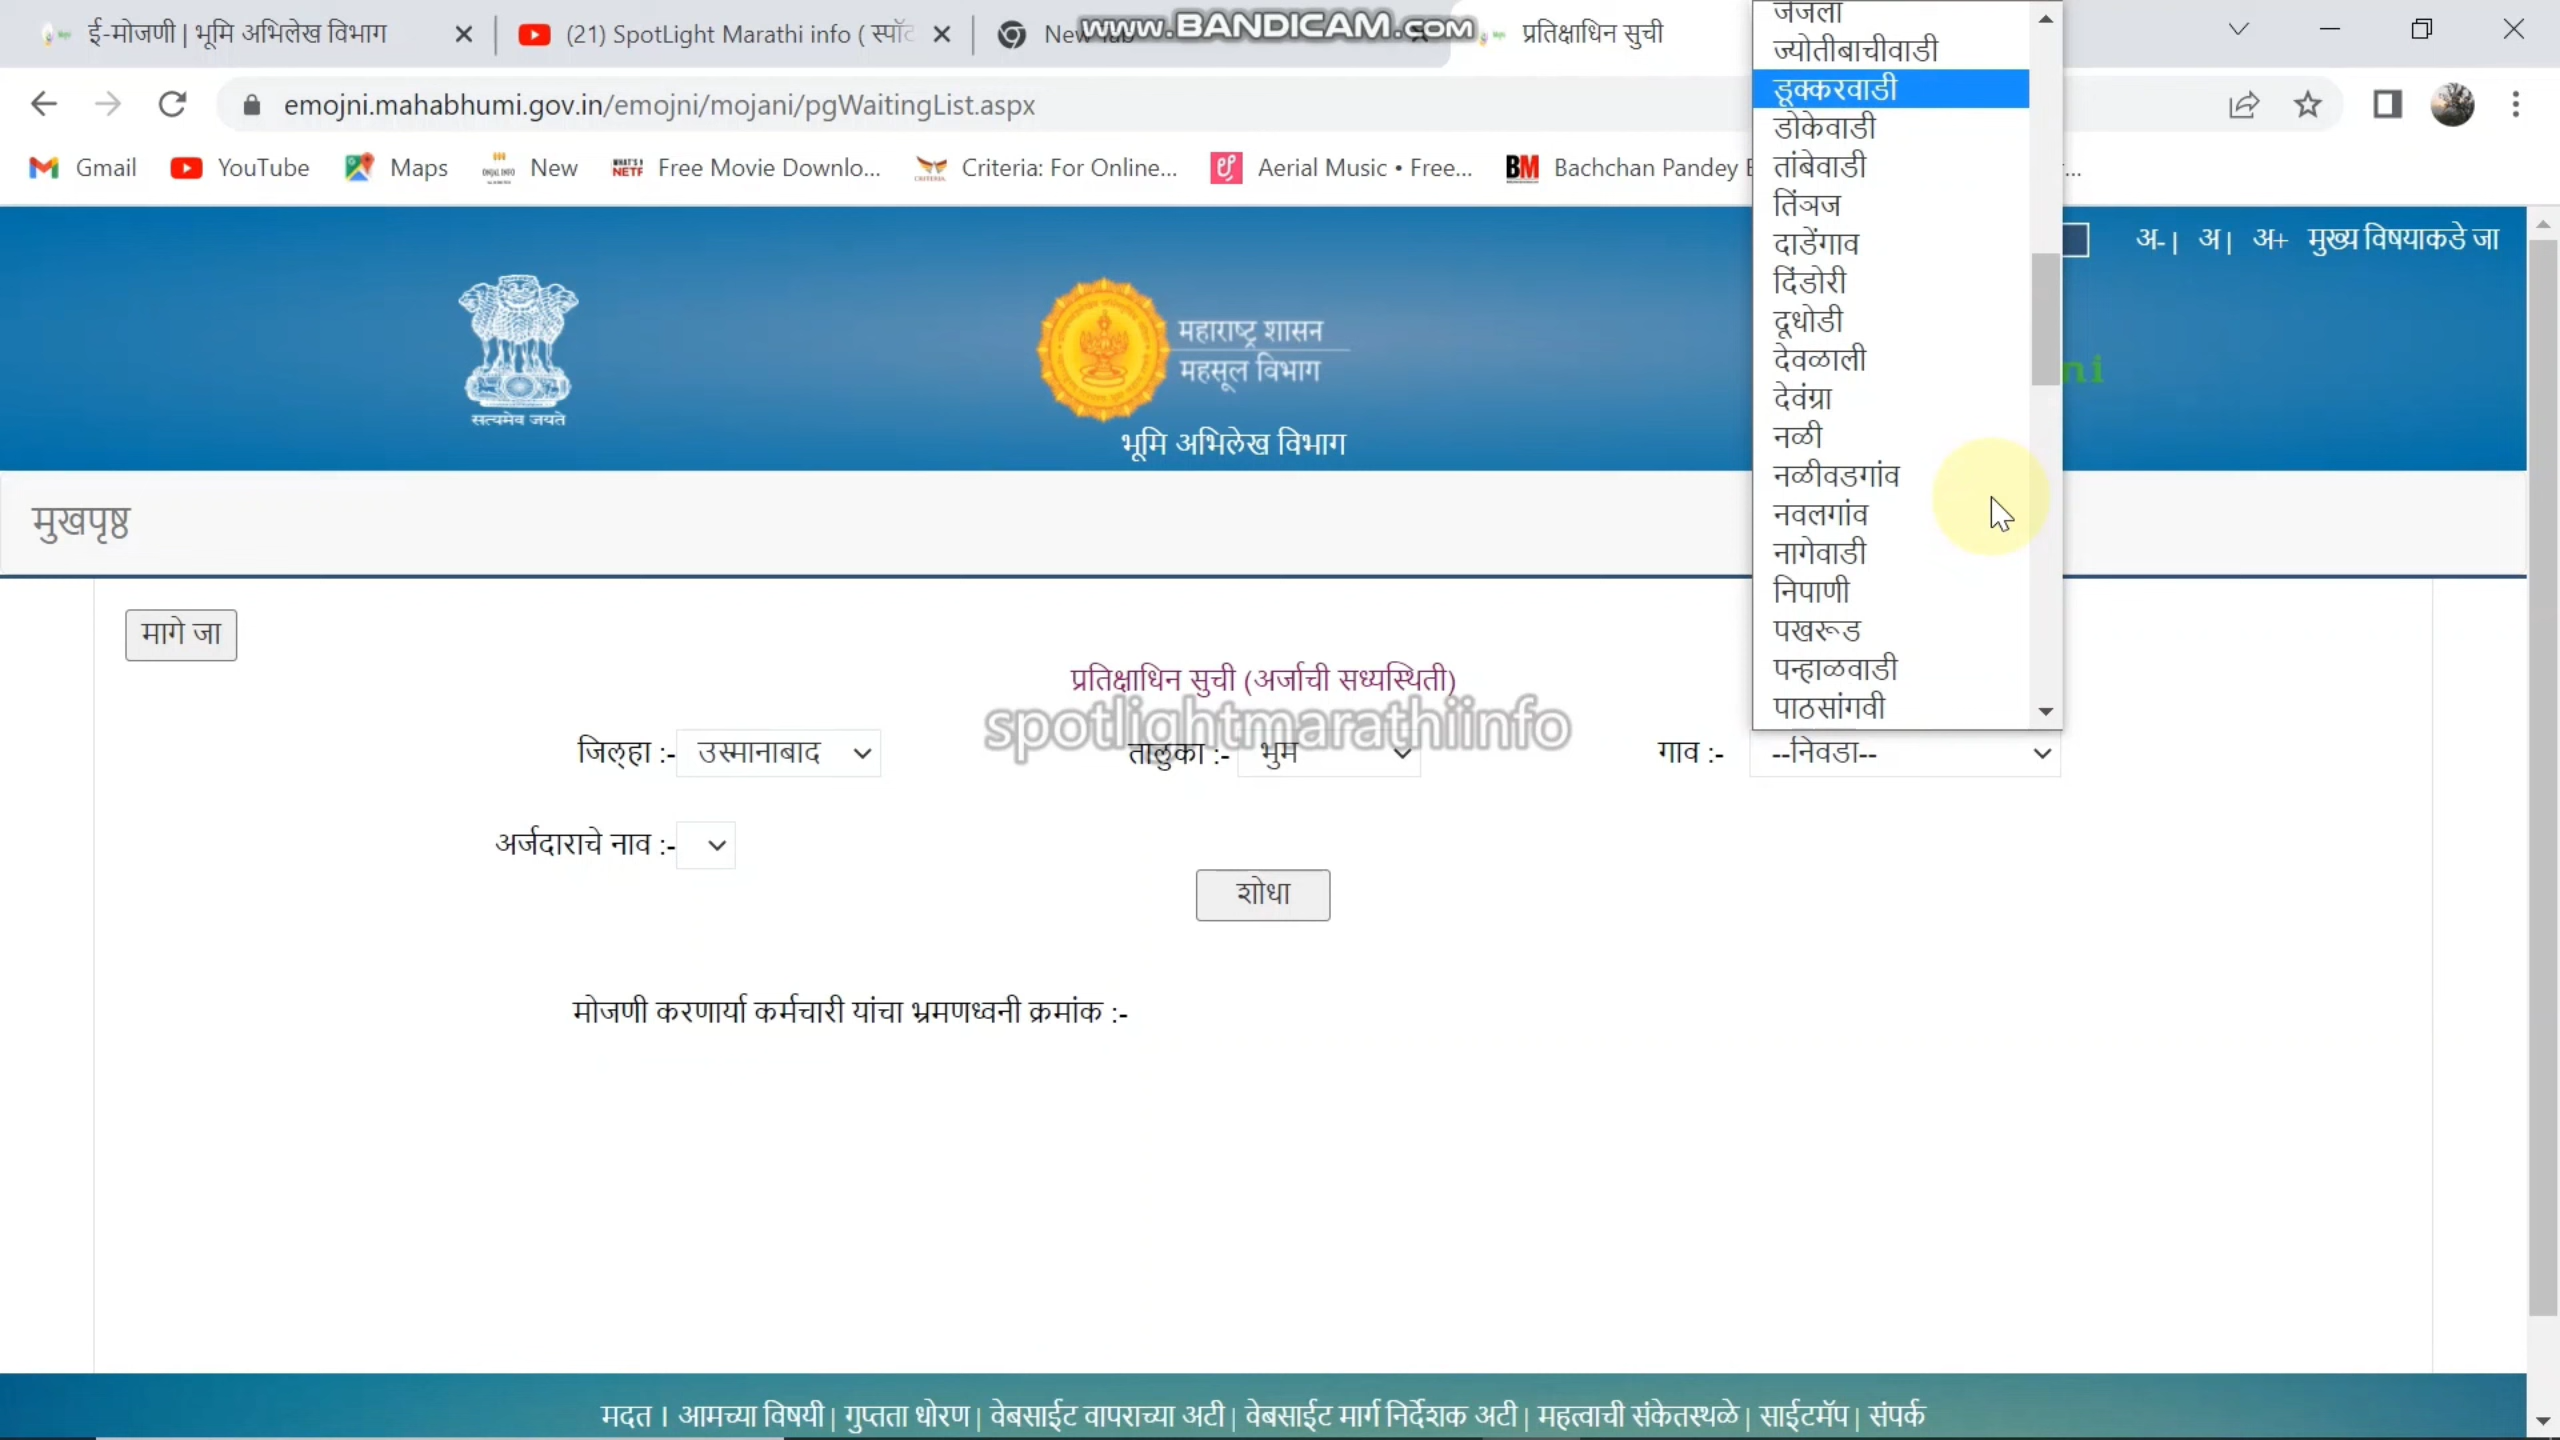 ई-मोजणी | भूमि अभिलेख विभाग
(21) SpotLight Marathi info ( स्पॉट
New Tab
www.BANDICAM.com
प्रतिक्षाधिन सुची
emojni.mahabhumi.gov.in/emojni/mojani/pgWaitingList.aspx
Gmail
YouTube
Maps
New
Free Movie Downlo...
Criteria: For Online...
Aerial Music • Free...
Bachchan Pandey
अ- | अ | अ+ मुख्य विषयाकडे जा
सत्यमेव जयते
महाराष्ट्र शासन
महसूल विभाग
भूमि अभिलेख विभाग
मुखपृष्ठ
मागे जा
प्रतिक्षाधिन सुची (अर्जाची सध्यस्थिती)
spotlightmarathiinfo
जिल्हा :- उस्मानाबाद
तालुका :- भुम
गाव :- --निवडा--
जेजला
ज्योतीबाचीवाडी
डूक्करवाडी
डोकेवाडी
तांबेवाडी
तिंञज
दाडेंगाव
दिंडोरी
दूधोडी
देवळाली
देवंग्रा
नळी
नळीवडगांव
नवलगांव
नागेवाडी
निपाणी
पखरूड
पन्हाळवाडी
पाठसांगवी
अर्जदाराचे नाव :-
शोधा
मोजणी करणार्या कर्मचारी यांचा भ्रमणध्वनी क्रमांक :-
मदत | आमच्या विषयी | गुप्तता धोरण | वेबसाईट वापराच्या अटी | वेबसाईट मार्ग निर्देशक अटी | महत्वाची संकेतस्थळे | साईटमॅप | संपर्क